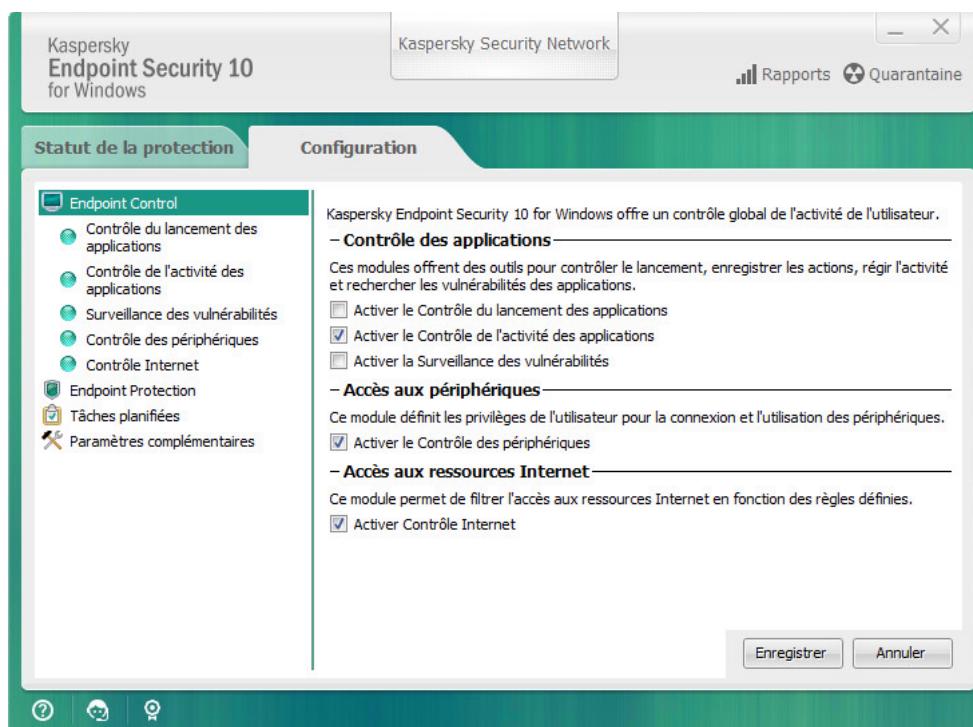 Kaspersky
Endpoint Security 10
for Windows
Kaspersky Security Network
Rapports
Quarantaine
Statut de la protection
Configuration
Endpoint Control
Contrôle du lancement des
applications
Contrôle de l'activité des
applications
Surveillance des vulnérabilités
Contrôle des périphériques
Contrôle Internet
Endpoint Protection
Tâches planifiées
Paramètres complémentaires
Kaspersky Endpoint Security 10 for Windows offre un contrôle global de l'activité de l'utilisateur.
– Contrôle des applications
Ces modules offrent des outils pour contrôler le lancement, enregistrer les actions, régir l'activité
et rechercher les vulnérabilités des applications.
Activer le Contrôle du lancement des applications
Activer le Contrôle de l'activité des applications
Activer la Surveillance des vulnérabilités
– Accès aux périphériques
Ce module définit les privilèges de l'utilisateur pour la connexion et l'utilisation des périphériques.
Activer le Contrôle des périphériques
– Accès aux ressources Internet
Ce module permet de filtrer l'accès aux ressources Internet en fonction des règles définies.
Activer Contrôle Internet
Enregistrer
Annuler